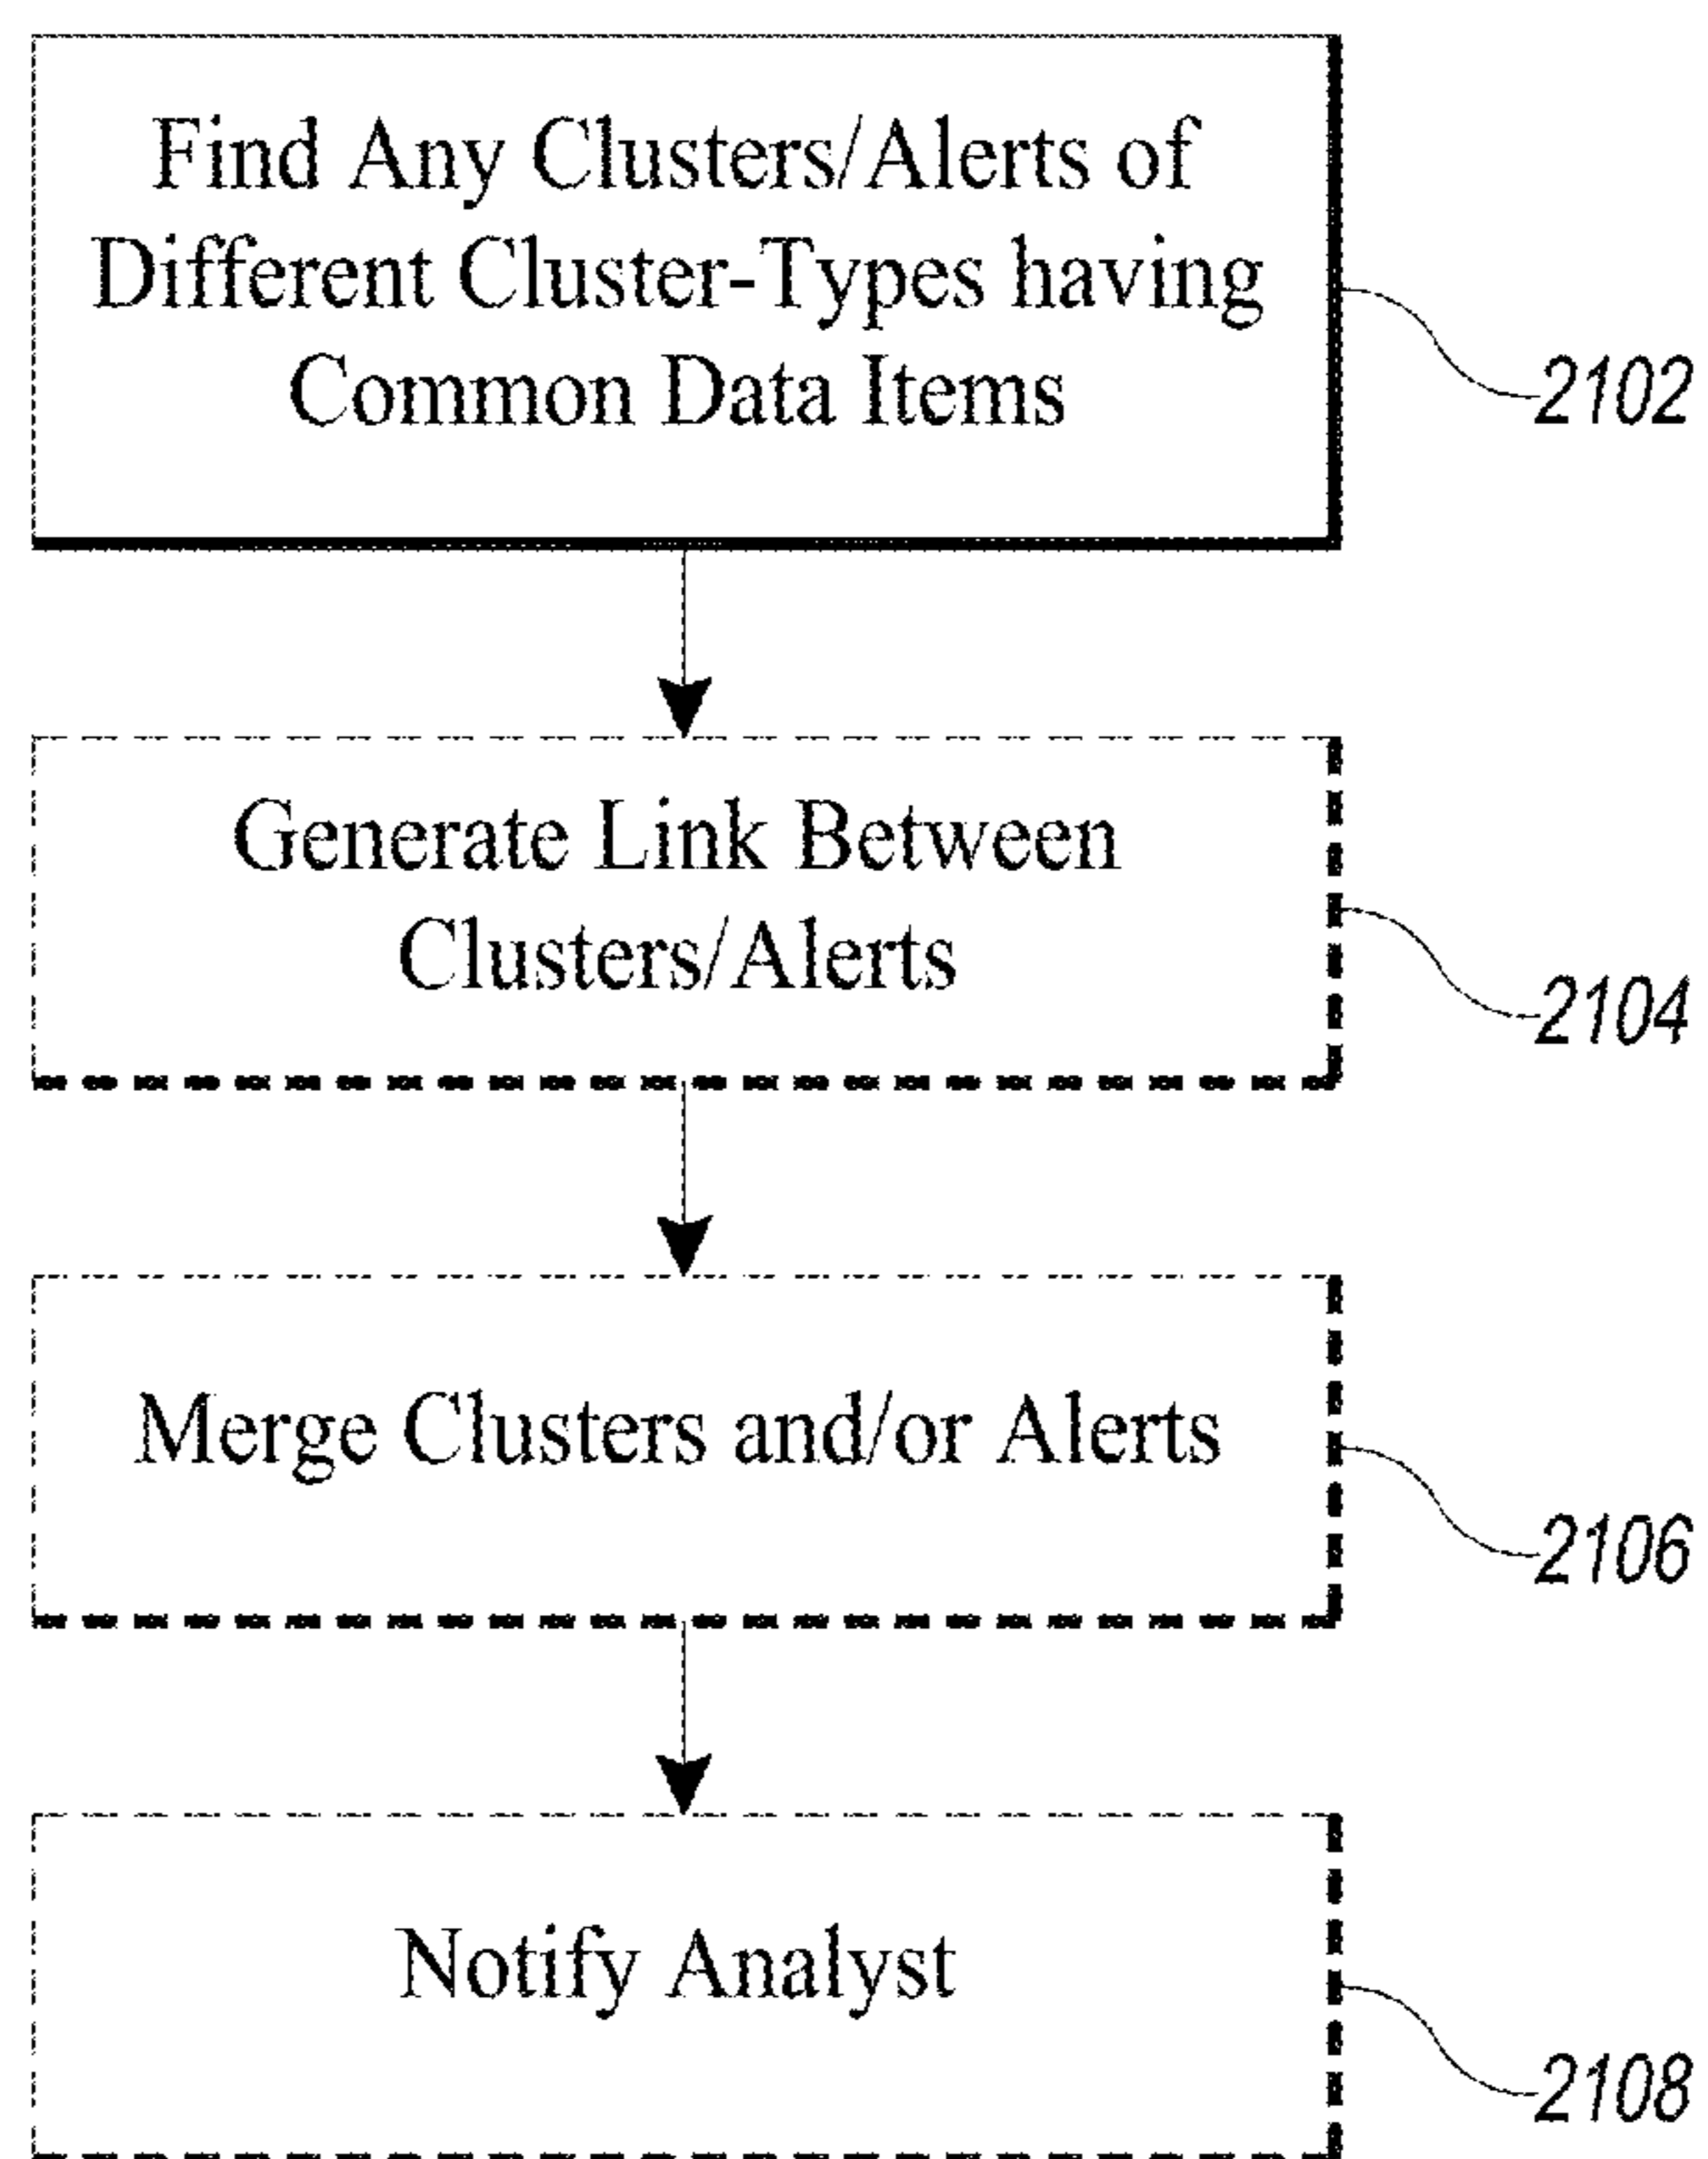 Find Any Clusters/Alerts of
Different Cluster-Types having
Common Data Items
2102
Generate Link Between
Clusters/Alerts
2104
Merge Clusters and/or Alerts
2106
Notify Analyst
2108